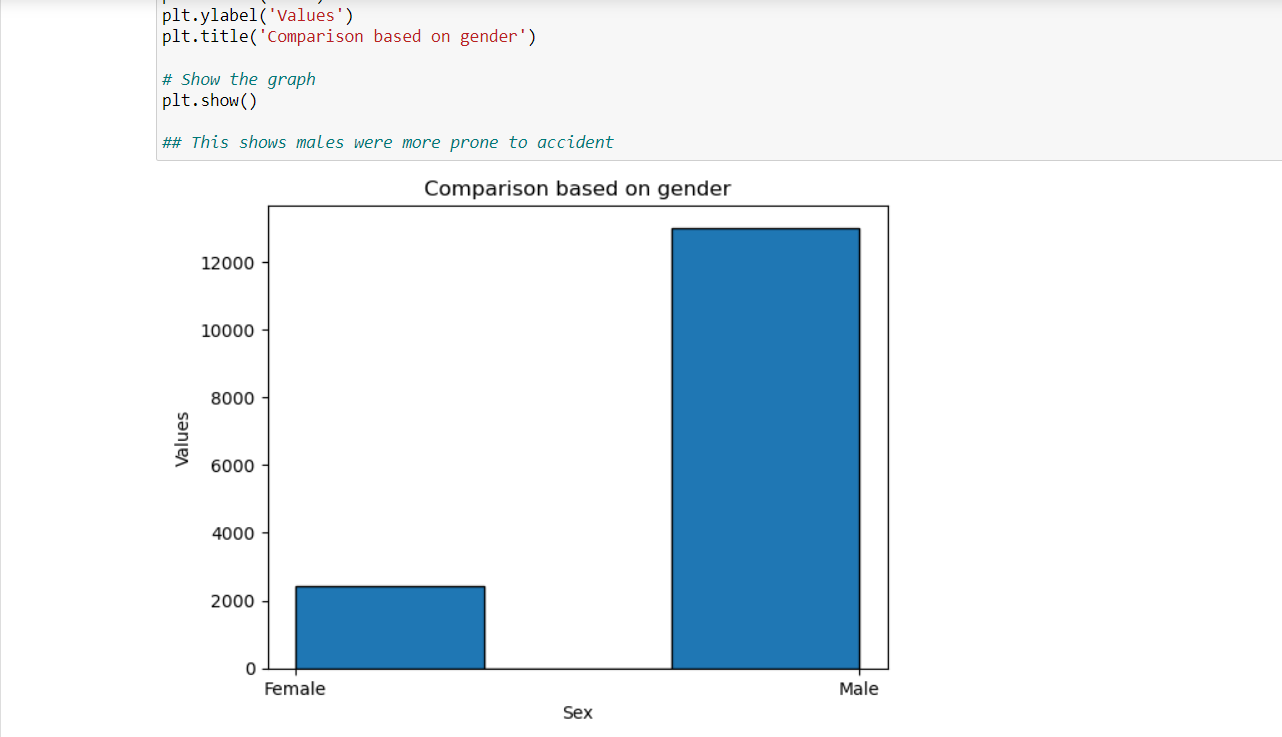 plt.ylabel('Values')
plt.title('Comparison based on gender')
# Show the graph
plt.show()
## This shows males were more prone to accident
Comparison based on gender
12000
10000
8000
6000
4000
2000
0
Values
Female Male
Sex